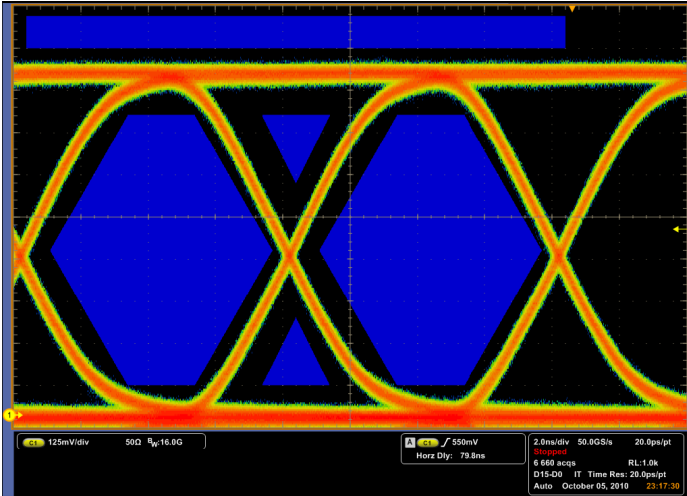 1
C1 125mV/div 50Ω BW:16.0G
A C1 550mV
Horz Dly: 79.8ns
2.0ns/div 50.0GS/s 20.0ps/pt
Stopped
6 660 acqs RL:1.0k
D15-D0 IT Time Res: 20.0ps/pt
Auto October 05, 2010 23:17:30